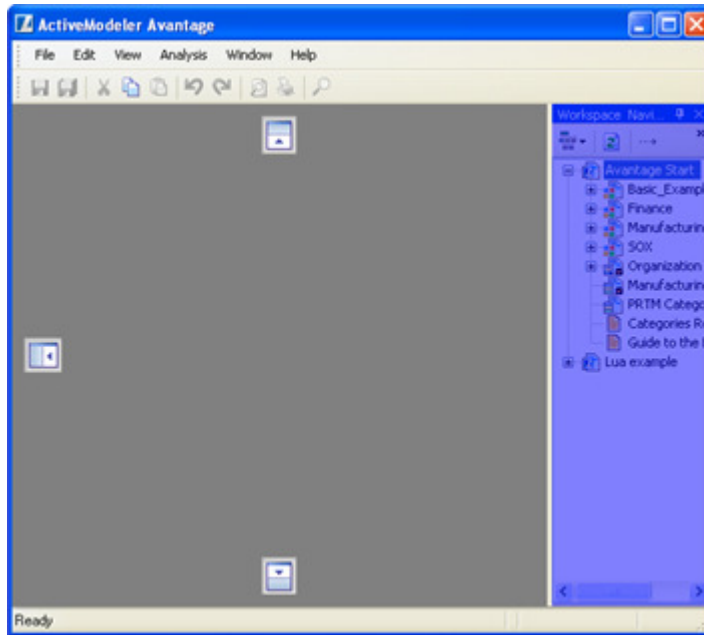 ActiveModeler Avantage
File Edit View Analysis Window Help
Workspace Navi...
Avantage Start
Basic_Exampl
Finance
Manufacturin
SOX
Organization
Manufacturin
PRTM Catego
Categories R
Guide to the
Lua example
Ready